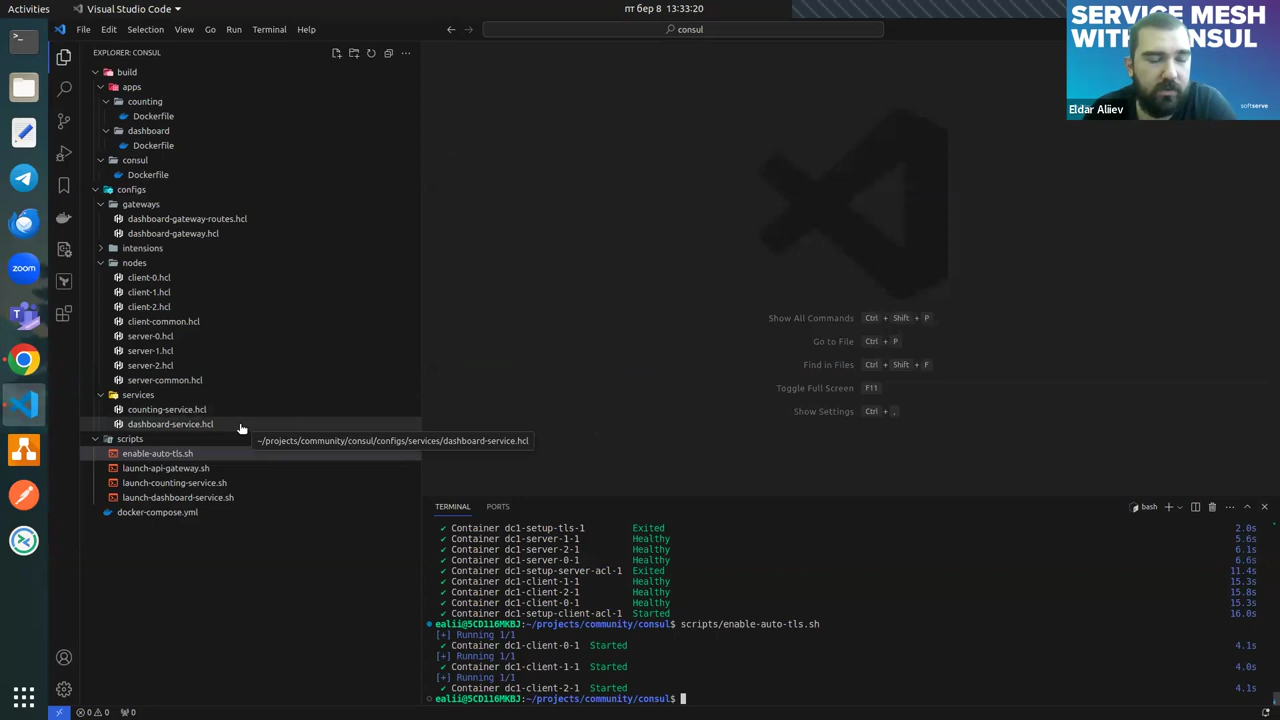 Activities
Visual Studio Code
пт бер 8 13:33:20
File Edit Selection View Go Run Terminal Help
consul
SERVICE MESH
WITH CONSUL
Eldar Aliiev
softserve
EXPLORER: CONSUL
build
apps
counting
Dockerfile
dashboard
Dockerfile
consul
Dockerfile
configs
gateways
dashboard-gateway-routes.hcl
dashboard-gateway.hcl
intensions
nodes
client-0.hcl
client-1.hcl
client-2.hcl
client-common.hcl
server-0.hcl
server-1.hcl
server-2.hcl
server-common.hcl
services
counting-service.hcl
dashboard-service.hcl
~/projects/community/consul/configs/services/dashboard-service.hcl
scripts
enable-auto-tls.sh
launch-api-gateway.sh
launch-counting-service.sh
launch-dashboard-service.sh
docker-compose.yml
zoom
Show All Commands Ctrl + Shift + P
Go to File Ctrl + P
Find in Files Ctrl + Shift + F
Toggle Full Screen F11
Show Settings Ctrl + ,
TERMINAL PORTS
bash
✔ Container dc1-setup-tls-1 Exited 2.0s
✔ Container dc1-server-1-1 Healthy 5.6s
✔ Container dc1-server-2-1 Healthy 6.1s
✔ Container dc1-server-0-1 Healthy 6.6s
✔ Container dc1-setup-server-acl-1 Exited 11.4s
✔ Container dc1-client-1-1 Healthy 15.3s
✔ Container dc1-client-2-1 Healthy 15.8s
✔ Container dc1-client-0-1 Healthy 15.3s
✔ Container dc1-setup-client-acl-1 Started 16.0s
ealii@5CD116MKBJ:~/projects/community/consul$ scripts/enable-auto-tls.sh
[+] Running 1/1
✔ Container dc1-client-0-1 Started 4.1s
[+] Running 1/1
✔ Container dc1-client-1-1 Started 4.0s
[+] Running 1/1
✔ Container dc1-client-2-1 Started 4.1s
ealii@5CD116MKBJ:~/projects/community/consul$
0 0 0